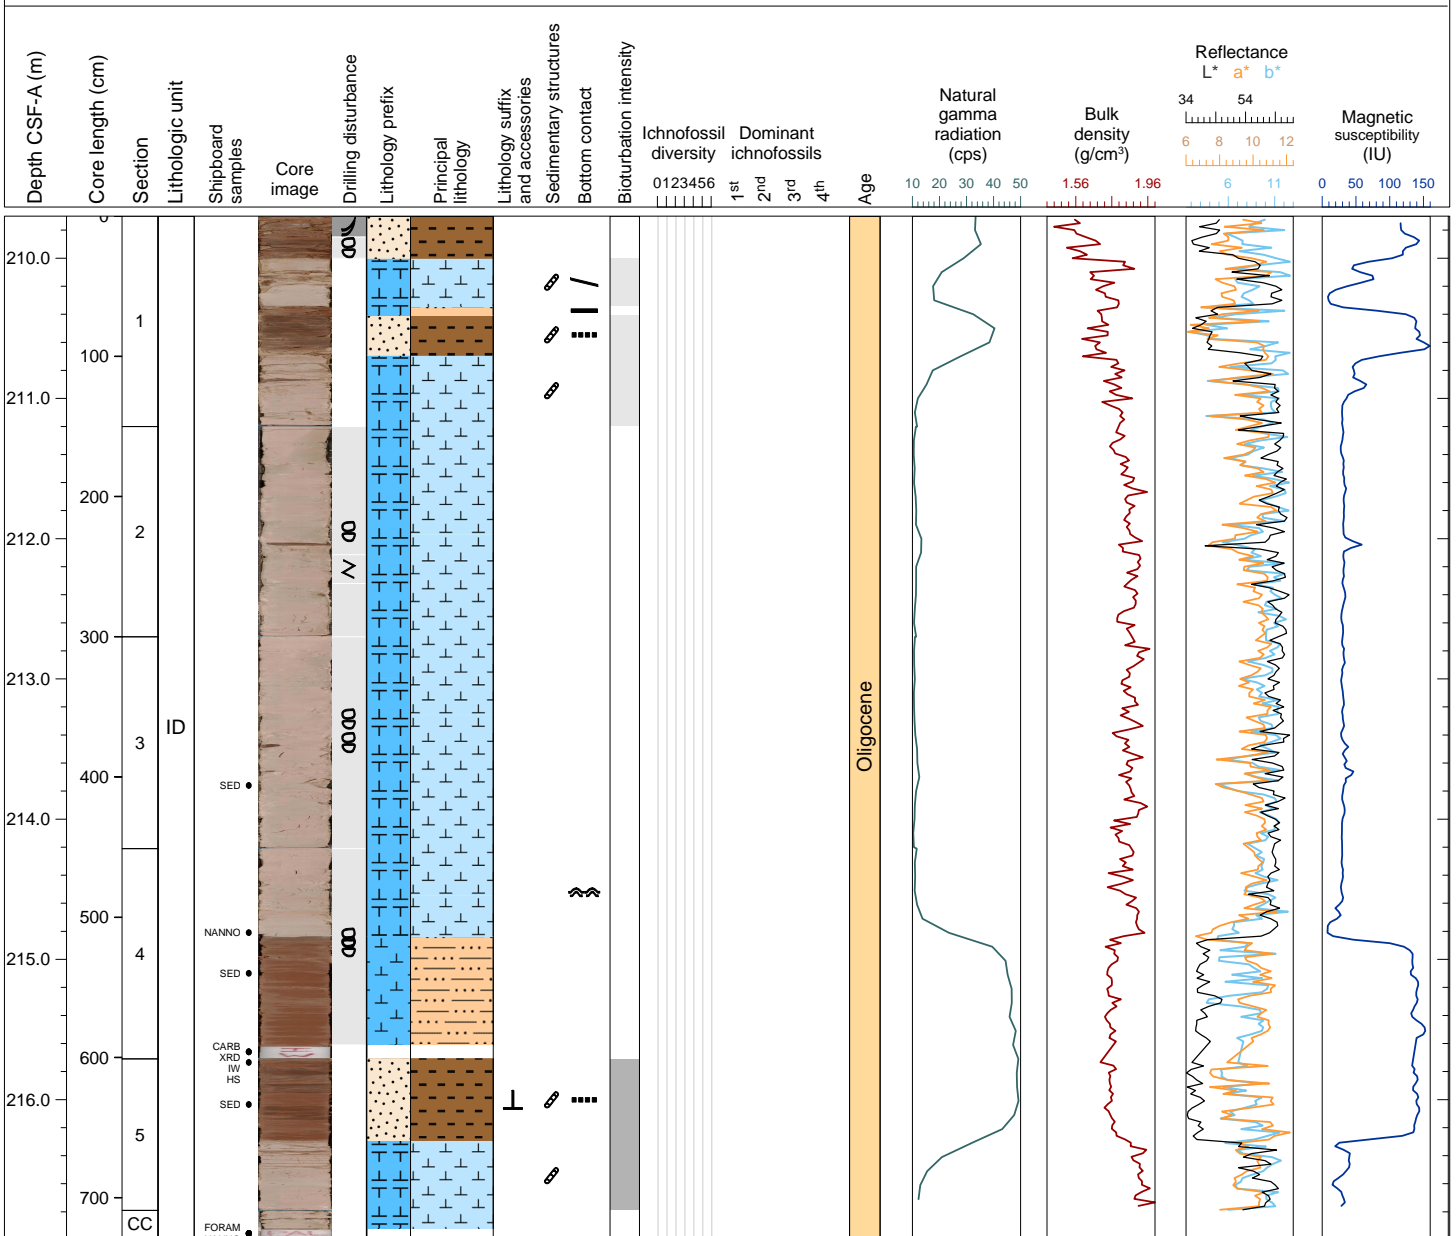 Depth CSF-A (m)
Core length (cm)
Section
Lithologic unit
Shipboard
samples
Core
image
Drilling disturbance
Lithology prefix
Principal
lithology
Lithology suffix
and accessories
Sedimentary structures
Bottom contact
Bioturbation intensity
Ichnofossil
diversity
0123456
Dominant
ichnofossils
1st 2nd 3rd 4th
Age
Natural
gamma
radiation
(cps)
10 20 30 40 50
Bulk
density
(g/cm³)
1.56 1.96
Reflectance
L* a* b*
34 54
6 8 10 12
6 11
Magnetic
susceptibility
(IU)
0 50 100 150
0
210.0
1
100
211.0
200
2
212.0
300
213.0
Oligocene
ID
3
400
SED
214.0
500
NANNO
4
215.0
SED
CARB
600
XRD
IW
HS
216.0
SED
5
700
CC
FORAM